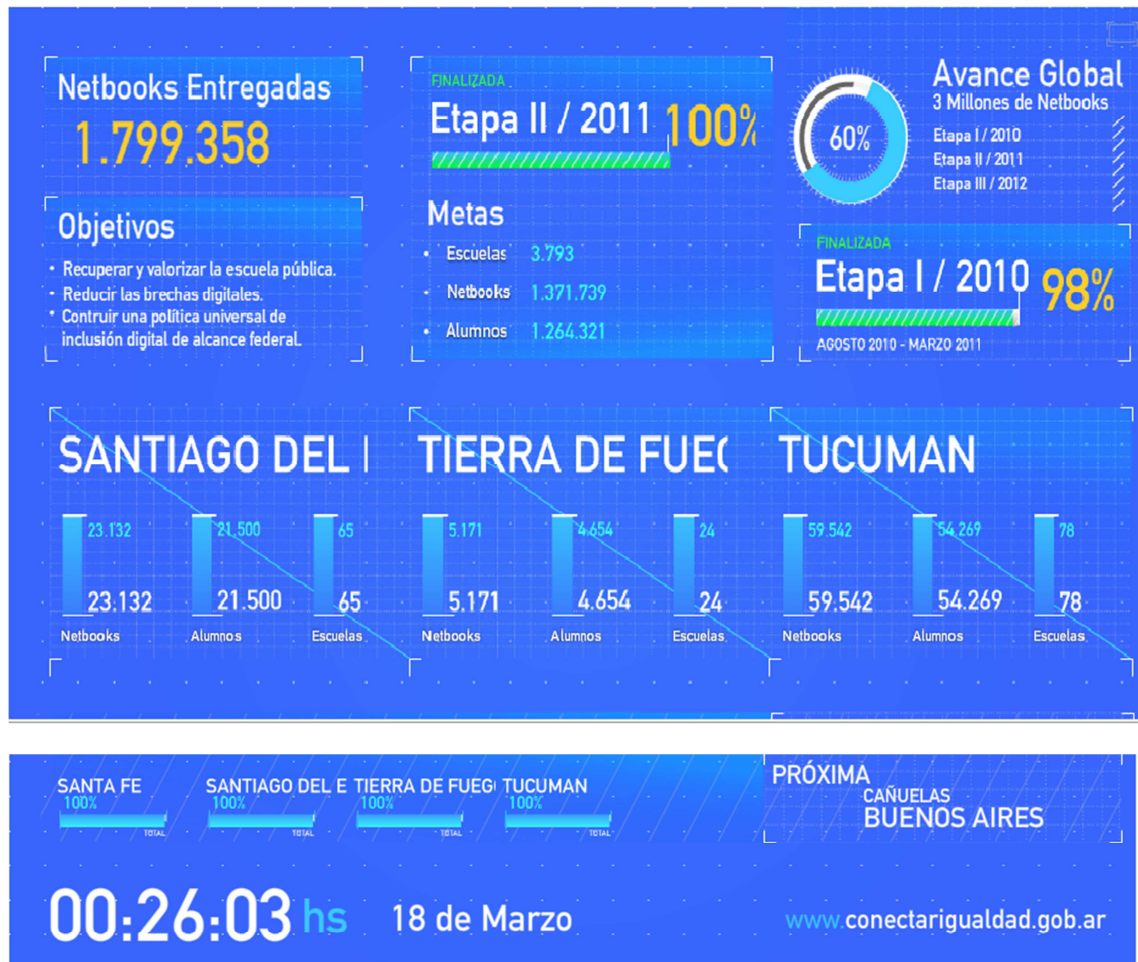 Netbooks Entregadas
1.799.358
Objetivos
• Recuperar y valorizar la escuela pública.
• Reducir las brechas digitales.
• Contruir una política universal de
inclusión digital de alcance federal.
FINALIZADA
Etapa II / 2011 100%
Metas
• Escuelas 3.793
• Netbooks 1.371.739
• Alumnos 1.264.321
60%
Avance Global
3 Millones de Netbooks
Etapa I / 2010
Etapa II / 2011
Etapa III / 2012
FINALIZADA
Etapa I / 2010 98%
AGOSTO 2010 - MARZO 2011
SANTIAGO DEL
23.132 21.500 65
23.132 21.500 65
Netbooks Alumnos Escuelas
TIERRA DE FUEG
5.171 4.654 24
5.171 4.654 24
Netbooks Alumnos Escuelas
TUCUMAN
59.542 54.269 78
59.542 54.269 78
Netbooks Alumnos Escuelas
SANTA FE
100%
TOTAL
SANTIAGO DEL E
100%
TOTAL
TIERRA DE FUEG
100%
TOTAL
TUCUMAN
100%
TOTAL
PRÓXIMA
CAÑUELAS
BUENOS AIRES
00:26:03 hs 18 de Marzo www.conectarigualdad.gob.ar